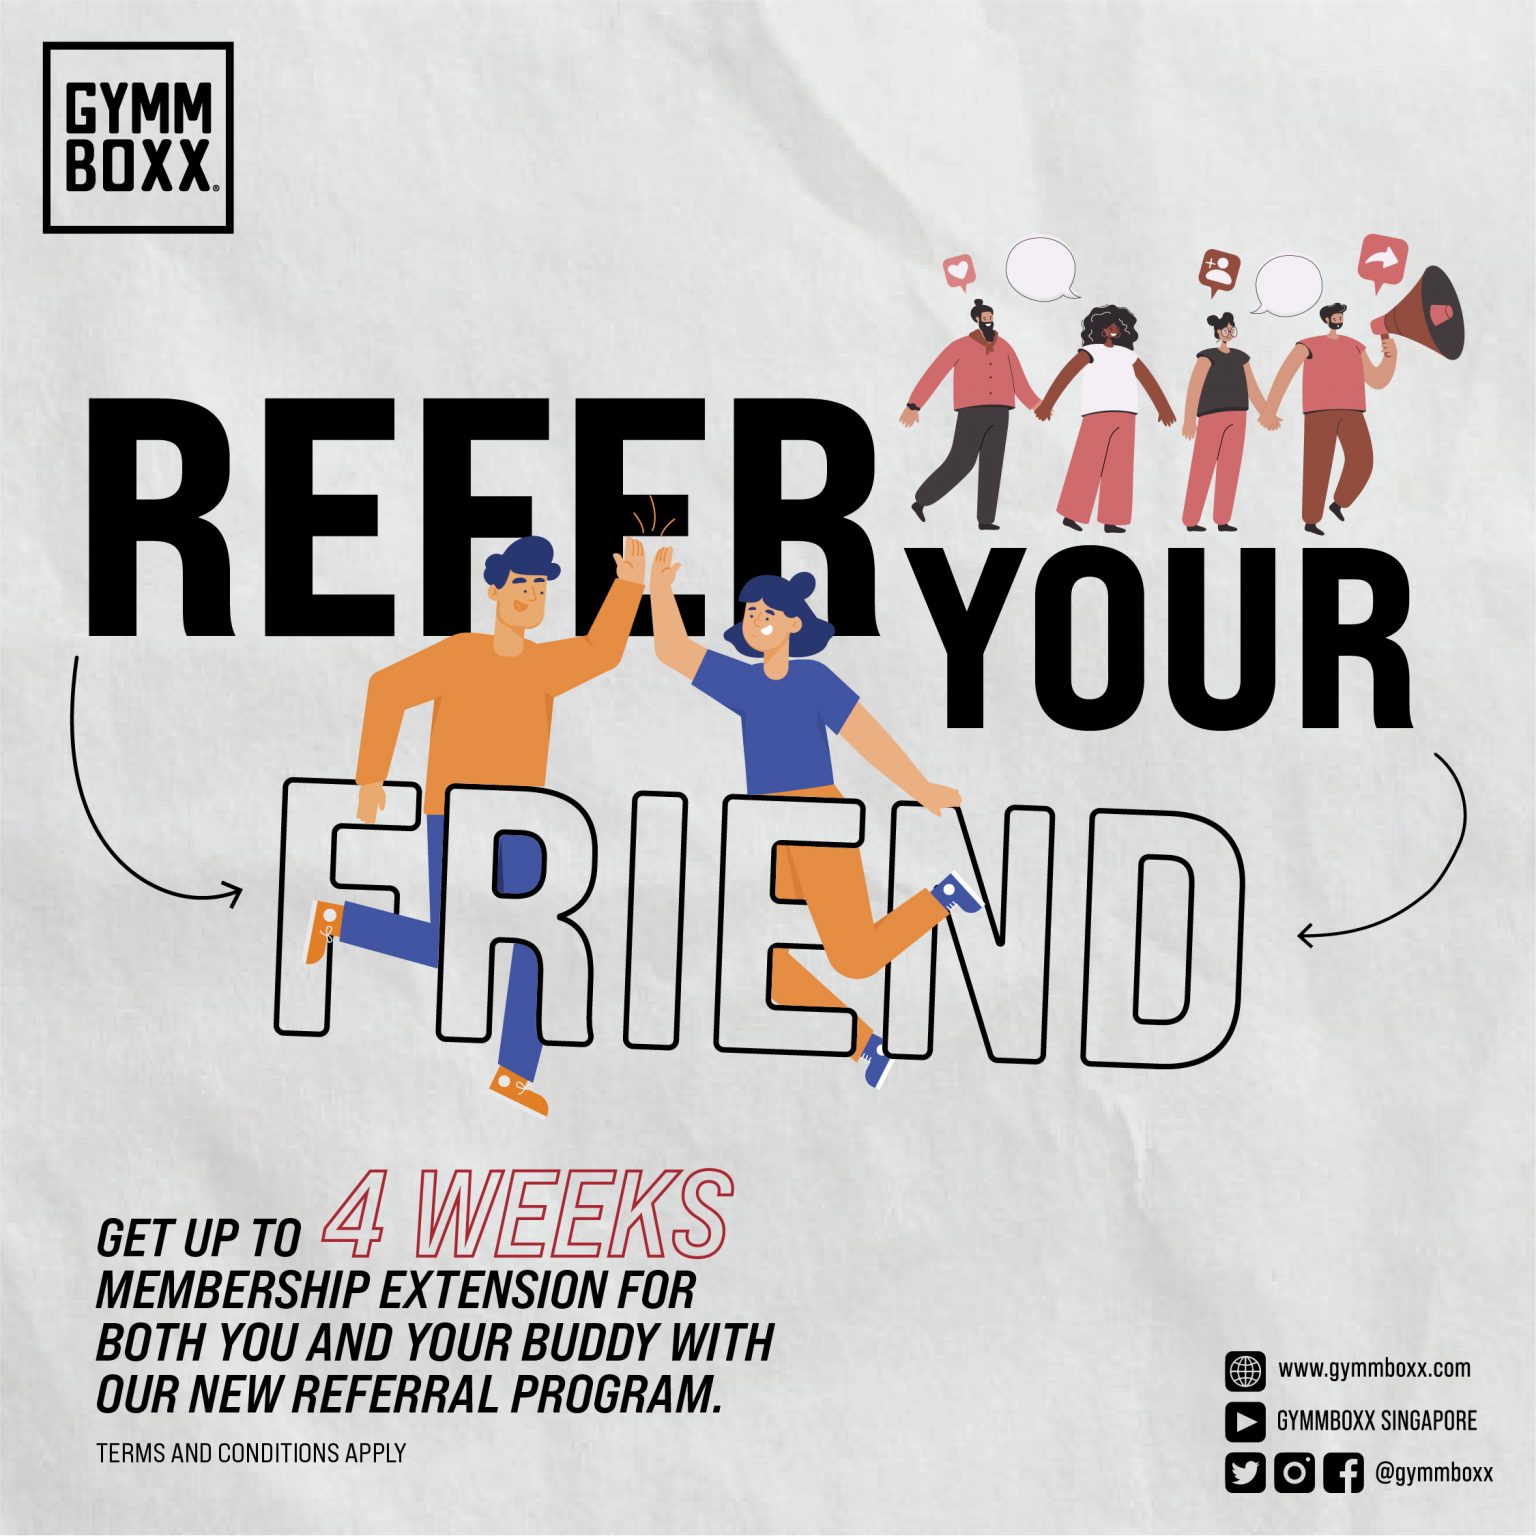 GYMM
BOXX®
REFER
YOUR
FRIEND
GET UP TO 4 WEEKS
MEMBERSHIP EXTENSION FOR
BOTH YOU AND YOUR BUDDY WITH
OUR NEW REFERRAL PROGRAM.
TERMS AND CONDITIONS APPLY
www.gymmboxx.com
GYMMBOXX SINGAPORE
@gymmboxx